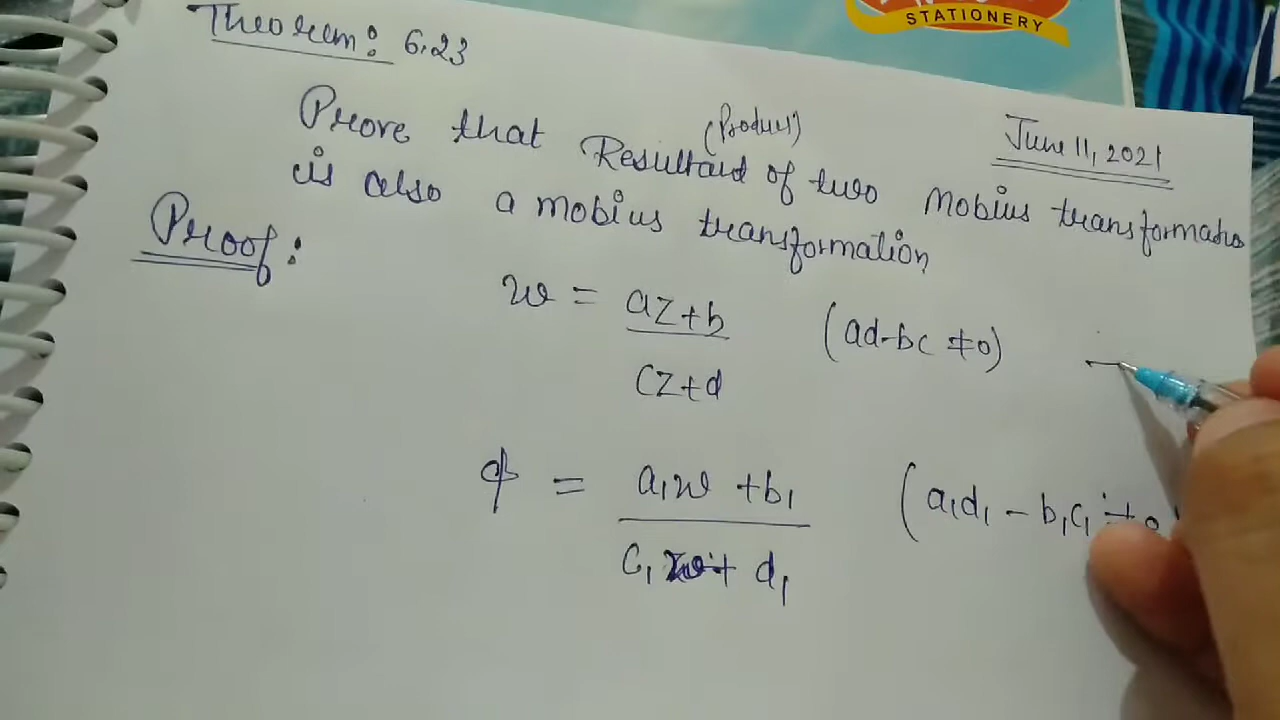 STATIONERY
Theorem: 6.23
(Product)
June 11, 2021
Prove that Resultant of two Mobius transformatio
is also a mobius transformation
Proof:
w = az+b / cz+d (ad-bc ≠0)
φ = a₁w + b₁ / c₁w + d₁ (a₁d₁ - b₁c₁ ≠ 0